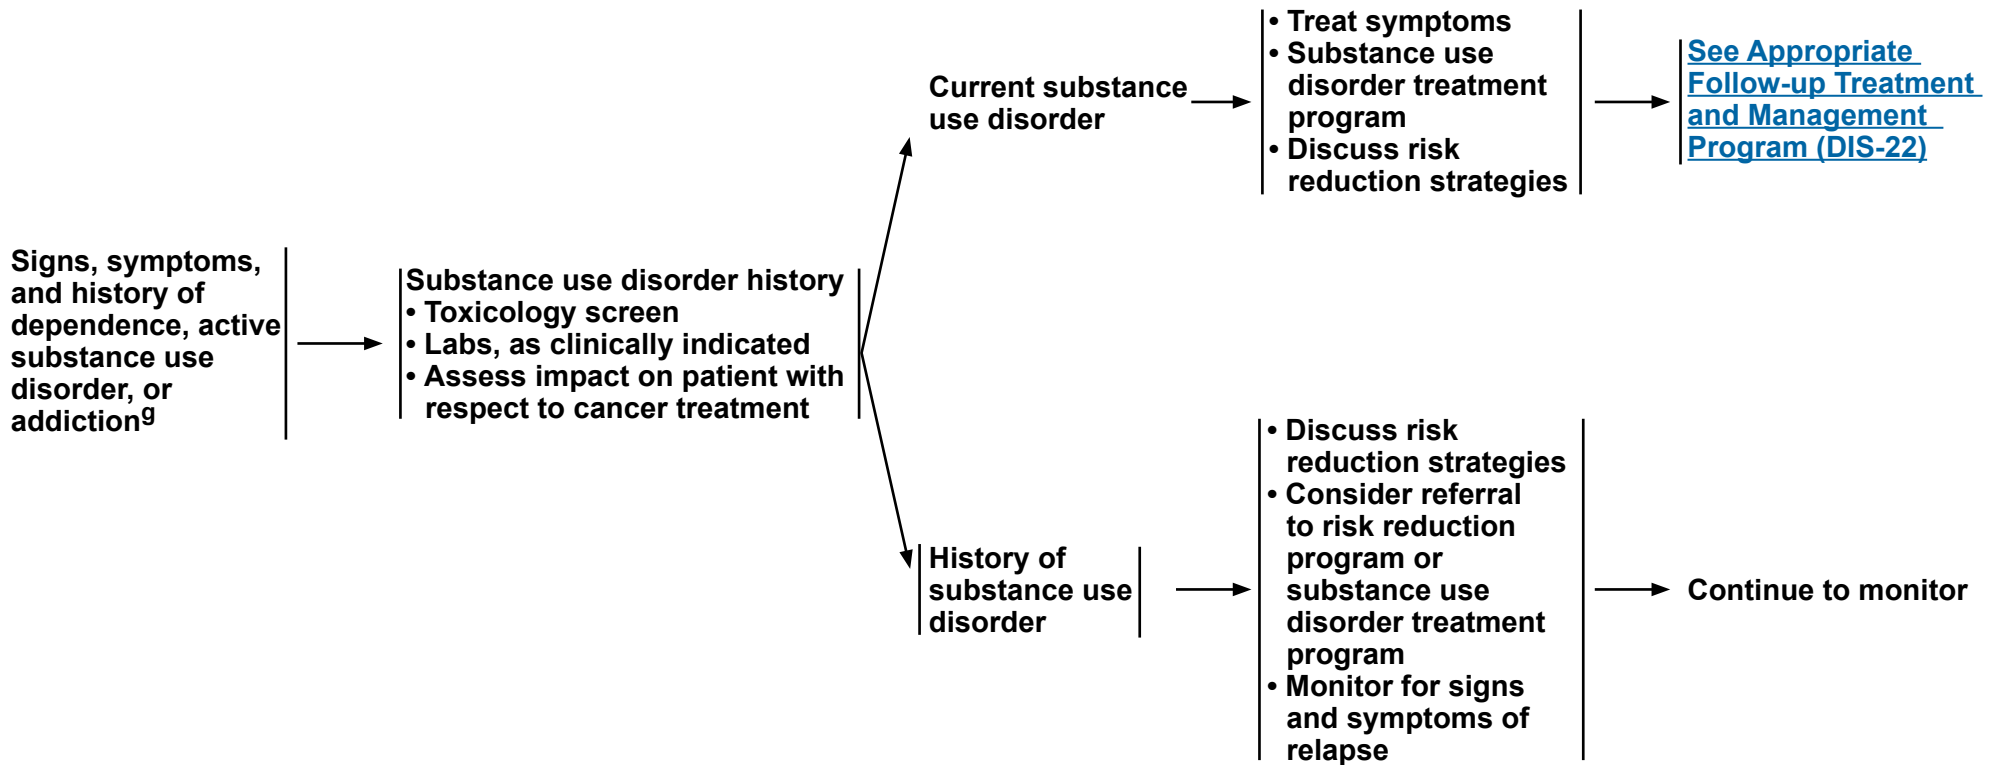 Signs, symptoms,
and history of
dependence, active
substance use
disorder, or
addictiong
Substance use disorder history
• Toxicology screen
• Labs, as clinically indicated
• Assess impact on patient with
respect to cancer treatment
Current substance
use disorder
• Treat symptoms
• Substance use
disorder treatment
program
• Discuss risk
reduction strategies
See Appropriate
Follow-up Treatment
and Management
Program (DIS-22)
History of
substance use
disorder
• Discuss risk
reduction strategies
• Consider referral
to risk reduction
program or
substance use
disorder treatment
program
• Monitor for signs
and symptoms of
relapse
Continue to monitor